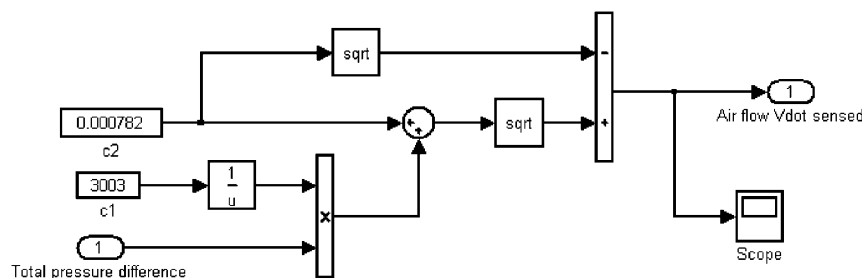 sqrt
-
0.000782
c2
+
+
sqrt
+
1
Air flow Vdot sensed
3003
c1
1
u
x
1
Total pressure difference
Scope